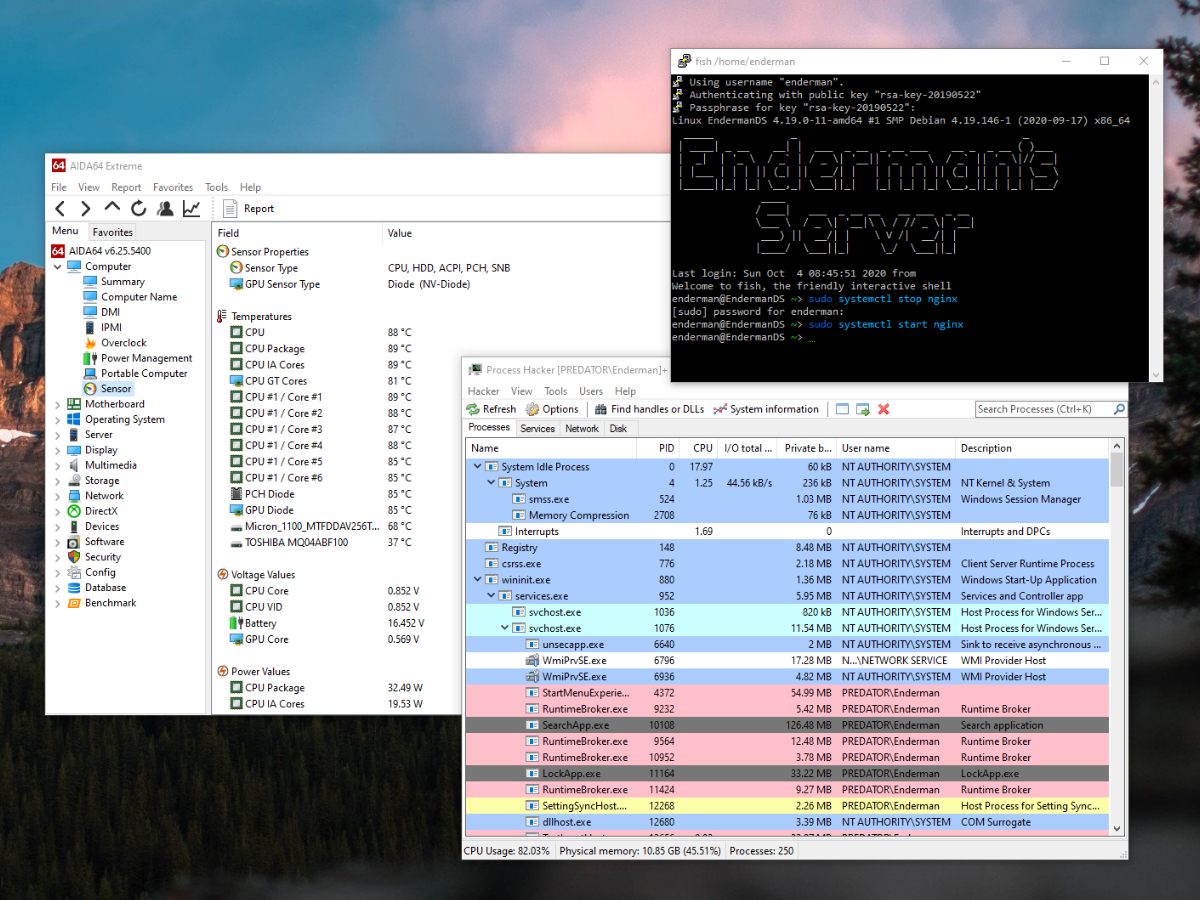 fish /home/enderman
Using username "enderman".
Authenticating with public key "rsa-key-20190522"
Passphrase for key "rsa-key-20190522":
Linux EndermanDS 4.19.0-11-amd64 #1 SMP Debian 4.19.146-1 (2020-09-17) x86_64
Enderman's
Server
Last login: Sun Oct  4 08:45:51 2020 from
Welcome to fish, the friendly interactive shell
enderman@EndermanDS ~> sudo systemctl stop nginx
[sudo] password for enderman:
enderman@EndermanDS ~> sudo systemctl start nginx
enderman@EndermanDS ~> _
64 AIDA64 Extreme
File View Report Favorites Tools Help
Report
Menu Favorites
64 AIDA64 v6.25.5400
Computer
Summary
Computer Name
DMI
IPMI
Overclock
Power Management
Portable Computer
Sensor
Motherboard
Operating System
Server
Display
Multimedia
Storage
Network
DirectX
Devices
Software
Security
Config
Database
Benchmark
Field Value
Sensor Properties
Sensor Type CPU, HDD, ACPI, PCH, SNB
GPU Sensor Type Diode (NV-Diode)
Temperatures
CPU 88 °C
CPU Package 89 °C
CPU IA Cores 89 °C
CPU GT Cores 81 °C
CPU #1 / Core #1 89 °C
CPU #1 / Core #2 88 °C
CPU #1 / Core #3 87 °C
CPU #1 / Core #4 88 °C
CPU #1 / Core #5 85 °C
CPU #1 / Core #6 85 °C
PCH Diode 85 °C
GPU Diode 85 °C
Micron_1100_MTFDDAV256T... 68 °C
TOSHIBA MQ04ABF100 37 °C
Voltage Values
CPU Core 0.852 V
CPU VID 0.852 V
Battery 16.452 V
GPU Core 0.569 V
Power Values
CPU Package 32.49 W
CPU IA Cores 19.53 W
Process Hacker [PREDATOR\Enderman]+
Hacker View Tools Users Help
Refresh Options Find handles or DLLs System information Search Processes (Ctrl+K)
Processes Services Network Disk
Name PID CPU I/O total ... Private b... User name Description
System Idle Process 0 17.97 60 kB NT AUTHORITY\SYSTEM
System 4 1.25 44.56 kB/s 236 kB NT AUTHORITY\SYSTEM NT Kernel & System
smss.exe 524 1.03 MB NT AUTHORITY\SYSTEM Windows Session Manager
Memory Compression 2708 76 kB NT AUTHORITY\SYSTEM
Interrupts 1.69 0 Interrupts and DPCs
Registry 148 8.48 MB NT AUTHORITY\SYSTEM
csrss.exe 776 2.18 MB NT AUTHORITY\SYSTEM Client Server Runtime Process
wininit.exe 880 1.36 MB NT AUTHORITY\SYSTEM Windows Start-Up Application
services.exe 952 5.95 MB NT AUTHORITY\SYSTEM Services and Controller app
svchost.exe 1036 820 kB NT AUTHORITY\SYSTEM Host Process for Windows Ser...
svchost.exe 1076 11.54 MB NT AUTHORITY\SYSTEM Host Process for Windows Ser...
unsecapp.exe 6640 2 MB NT AUTHORITY\SYSTEM Sink to receive asynchronous ...
WmiPrvSE.exe 6796 17.28 MB N...\NETWORK SERVICE WMI Provider Host
WmiPrvSE.exe 6936 4.82 MB NT AUTHORITY\SYSTEM WMI Provider Host
StartMenuExperie... 4372 54.99 MB PREDATOR\Enderman
RuntimeBroker.exe 9232 5.42 MB PREDATOR\Enderman Runtime Broker
SearchApp.exe 10108 126.48 MB PREDATOR\Enderman Search application
RuntimeBroker.exe 9564 12.48 MB PREDATOR\Enderman Runtime Broker
RuntimeBroker.exe 10952 3.78 MB PREDATOR\Enderman Runtime Broker
LockApp.exe 11164 33.22 MB PREDATOR\Enderman LockApp.exe
RuntimeBroker.exe 11424 9.27 MB PREDATOR\Enderman Runtime Broker
SettingSyncHost.... 12268 2.26 MB PREDATOR\Enderman Host Process for Setting Sync...
dllhost.exe 12680 3.39 MB NT AUTHORITY\SYSTEM COM Surrogate
CPU Usage: 82.03% Physical memory: 10.85 GB (45.51%) Processes: 250